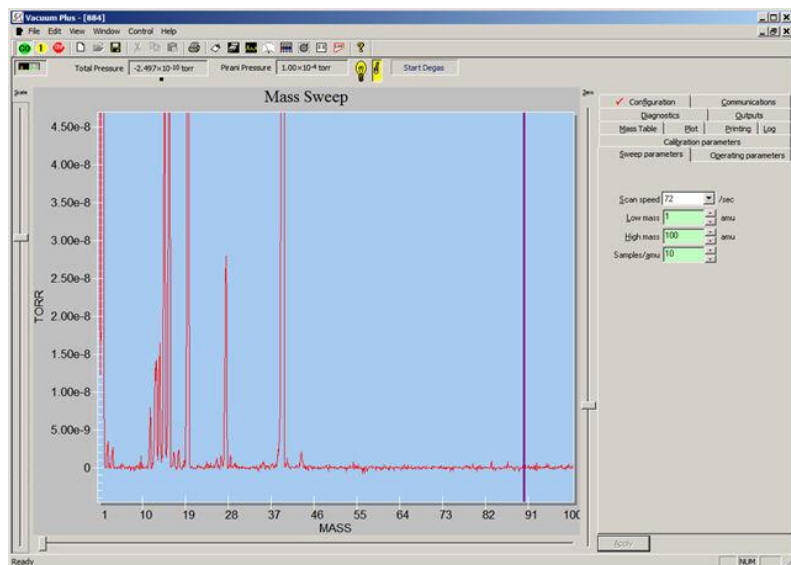 Vacuum Plus - [884]
File Edit View Window Control Help
Total Pressure -2.497×10-10 torr Pirani Pressure 1.00×10-4 torr Start Degas
Scale
Mass Sweep
Zero
4.50e-8
4.00e-8
3.50e-8
3.00e-8
2.50e-8
2.00e-8
1.50e-8
1.00e-8
5.00e-9
0
TORR
1 10 19 28 37 46 55 64 73 82 91 100
MASS
Configuration Communications
Diagnostics Outputs
Mass Table Plot Printing Log
Calibration parameters
Sweep parameters Operating parameters
Scan speed 72 /sec
Low mass 1 amu
High mass 100 amu
Samples/amu 10
Apply
Ready NUM